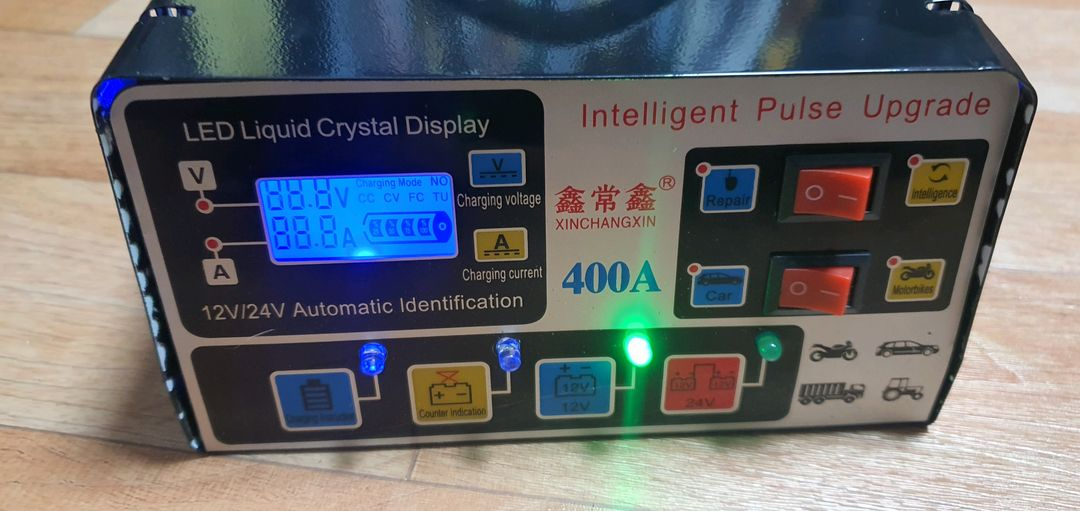 Intelligent Pulse Upgrade
LED Liquid Crystal Display
V
88.8V
Charging Mode NO
CC CV FC TU
88.8A
V
Charging voltage
A
A
Charging current
12V/24V Automatic Identification
鑫常鑫®
XINCHANGXIN
400A
Repair
Intelligence
Car
Motorbikes
Counter indication
12V
12V
12V
12V
24V